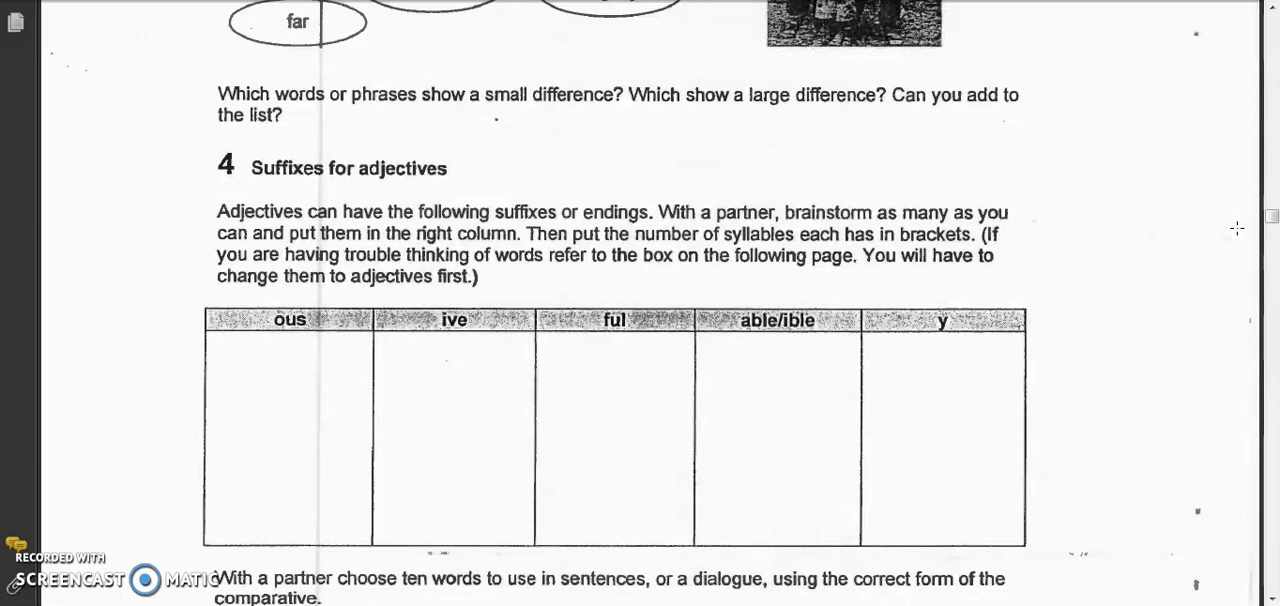 far
Which words or phrases show a small difference? Which show a large difference? Can you add to
the list?
4 Suffixes for adjectives
Adjectives can have the following suffixes or endings. With a partner, brainstorm as many as you
can and put them in the right column. Then put the number of syllables each has in brackets. (If
you are having trouble thinking of words refer to the box on the following page. You will have to
change them to adjectives first.)
ous ive ful able/ible y
With a partner choose ten words to use in sentences, or a dialogue, using the correct form of the
comparative.
RECORDED WITH
SCREENCAST MATIC